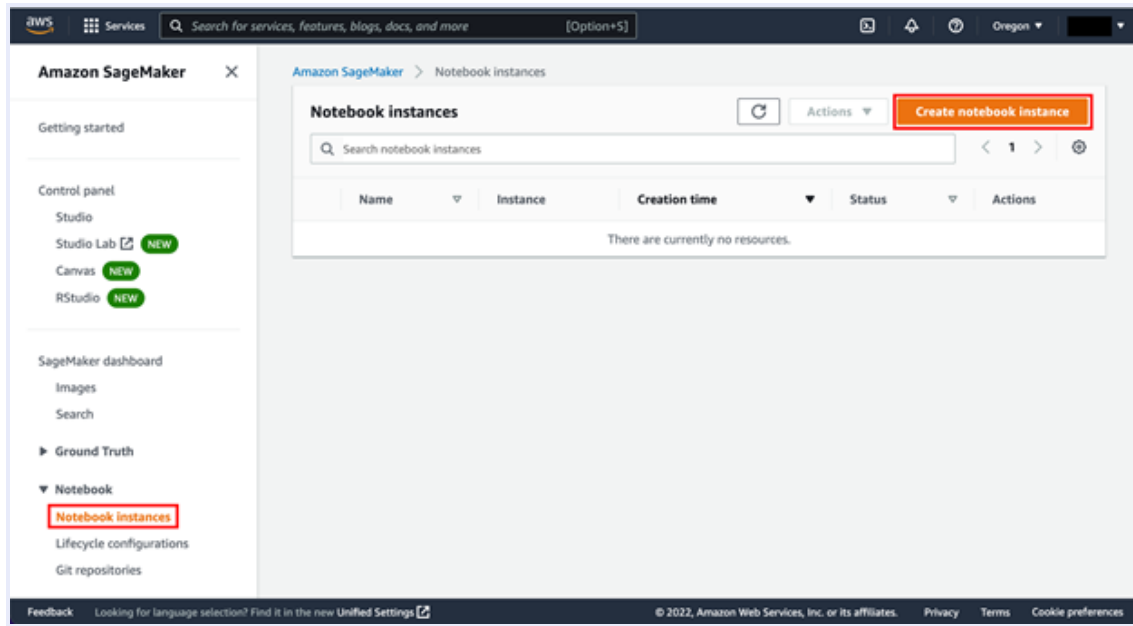 aws Services Search for services, features, blogs, docs, and more [Option+S] Oregon
Amazon SageMaker
Getting started
Control panel
Studio
Studio Lab NEW
Canvas NEW
RStudio NEW
SageMaker dashboard
Images
Search
Ground Truth
Notebook
Notebook instances
Lifecycle configurations
Git repositories
Amazon SageMaker > Notebook instances
Notebook instances Actions Create notebook instance
Search notebook instances < 1 >
Name Instance Creation time Status Actions
There are currently no resources.
Feedback Looking for language selection? Find it in the new Unified Settings © 2022, Amazon Web Services, Inc. or its affiliates. Privacy Terms Cookie preferences